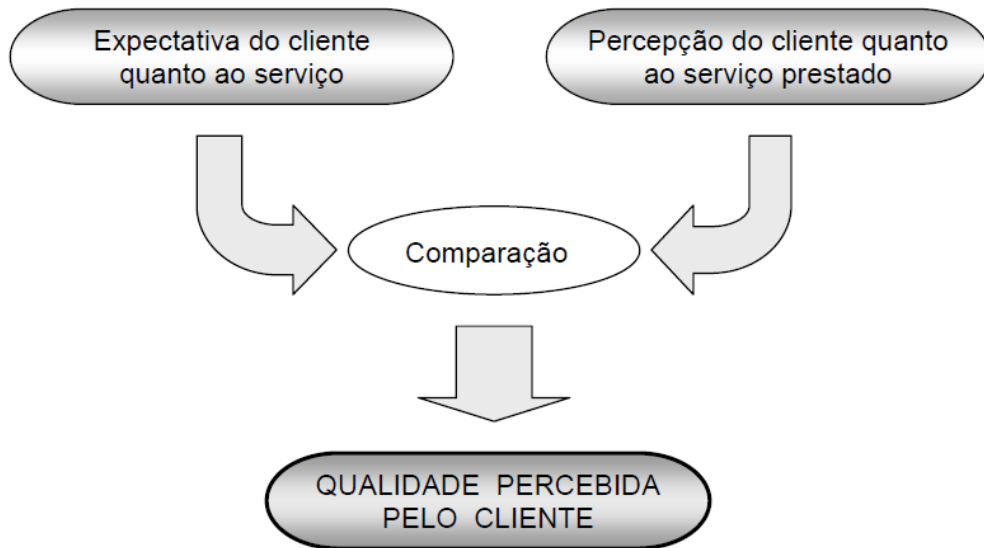 Expectativa do cliente
quanto ao serviço
Percepção do cliente quanto
ao serviço prestado
Comparação
QUALIDADE PERCEBIDA
PELO CLIENTE